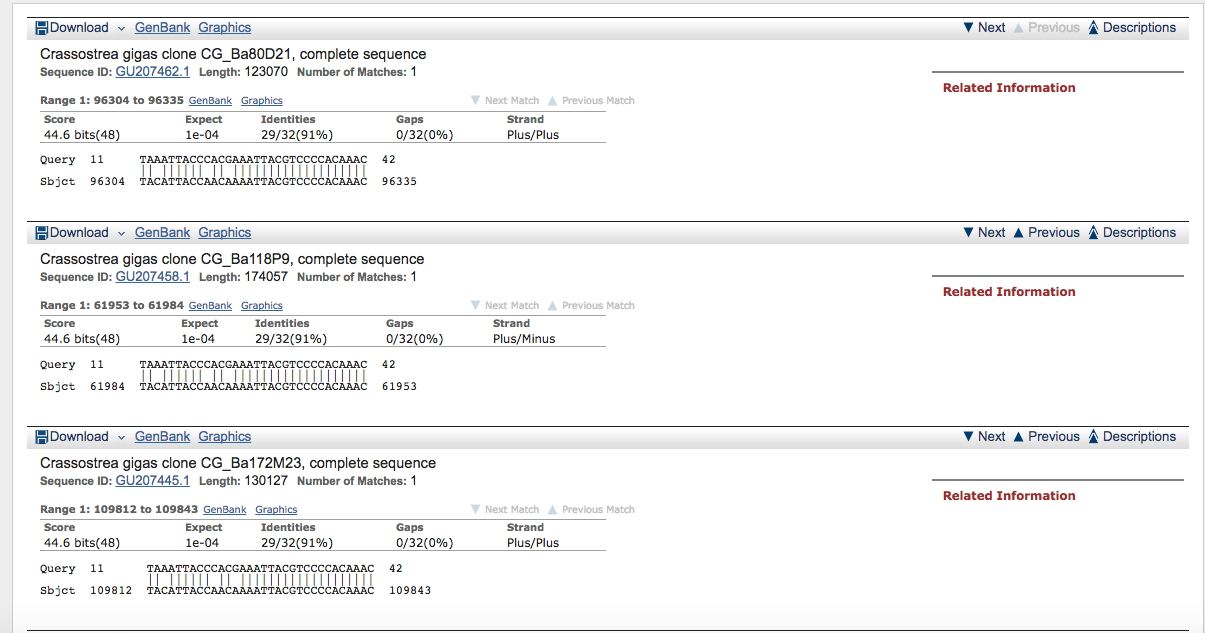 Download GenBank Graphics Next Previous Descriptions
Crassostrea gigas clone CG_Ba80D21, complete sequence
Sequence ID: GU207462.1 Length: 123070 Number of Matches: 1
Related Information
Range 1: 96304 to 96335 GenBank Graphics Next Match Previous Match
Score Expect Identities Gaps Strand
44.6 bits(48) 1e-04 29/32(91%) 0/32(0%) Plus/Plus
Query 11 TAAATTACCCACGAAATTACGTCCCCACAAAC 42
Sbjct 96304 TACATTACCAACAAAATTACGTCCCCACAAAC 96335
Download GenBank Graphics Next Previous Descriptions
Crassostrea gigas clone CG_Ba118P9, complete sequence
Sequence ID: GU207458.1 Length: 174057 Number of Matches: 1
Related Information
Range 1: 61953 to 61984 GenBank Graphics Next Match Previous Match
Score Expect Identities Gaps Strand
44.6 bits(48) 1e-04 29/32(91%) 0/32(0%) Plus/Minus
Query 11 TAAATTACCCACGAAATTACGTCCCCACAAAC 42
Sbjct 61984 TACATTACCAACAAAATTACGTCCCCACAAAC 61953
Download GenBank Graphics Next Previous Descriptions
Crassostrea gigas clone CG_Ba172M23, complete sequence
Sequence ID: GU207445.1 Length: 130127 Number of Matches: 1
Related Information
Range 1: 109812 to 109843 GenBank Graphics Next Match Previous Match
Score Expect Identities Gaps Strand
44.6 bits(48) 1e-04 29/32(91%) 0/32(0%) Plus/Plus
Query 11 TAAATTACCCACGAAATTACGTCCCCACAAAC 42
Sbjct 109812 TACATTACCAACAAAATTACGTCCCCACAAAC 109843